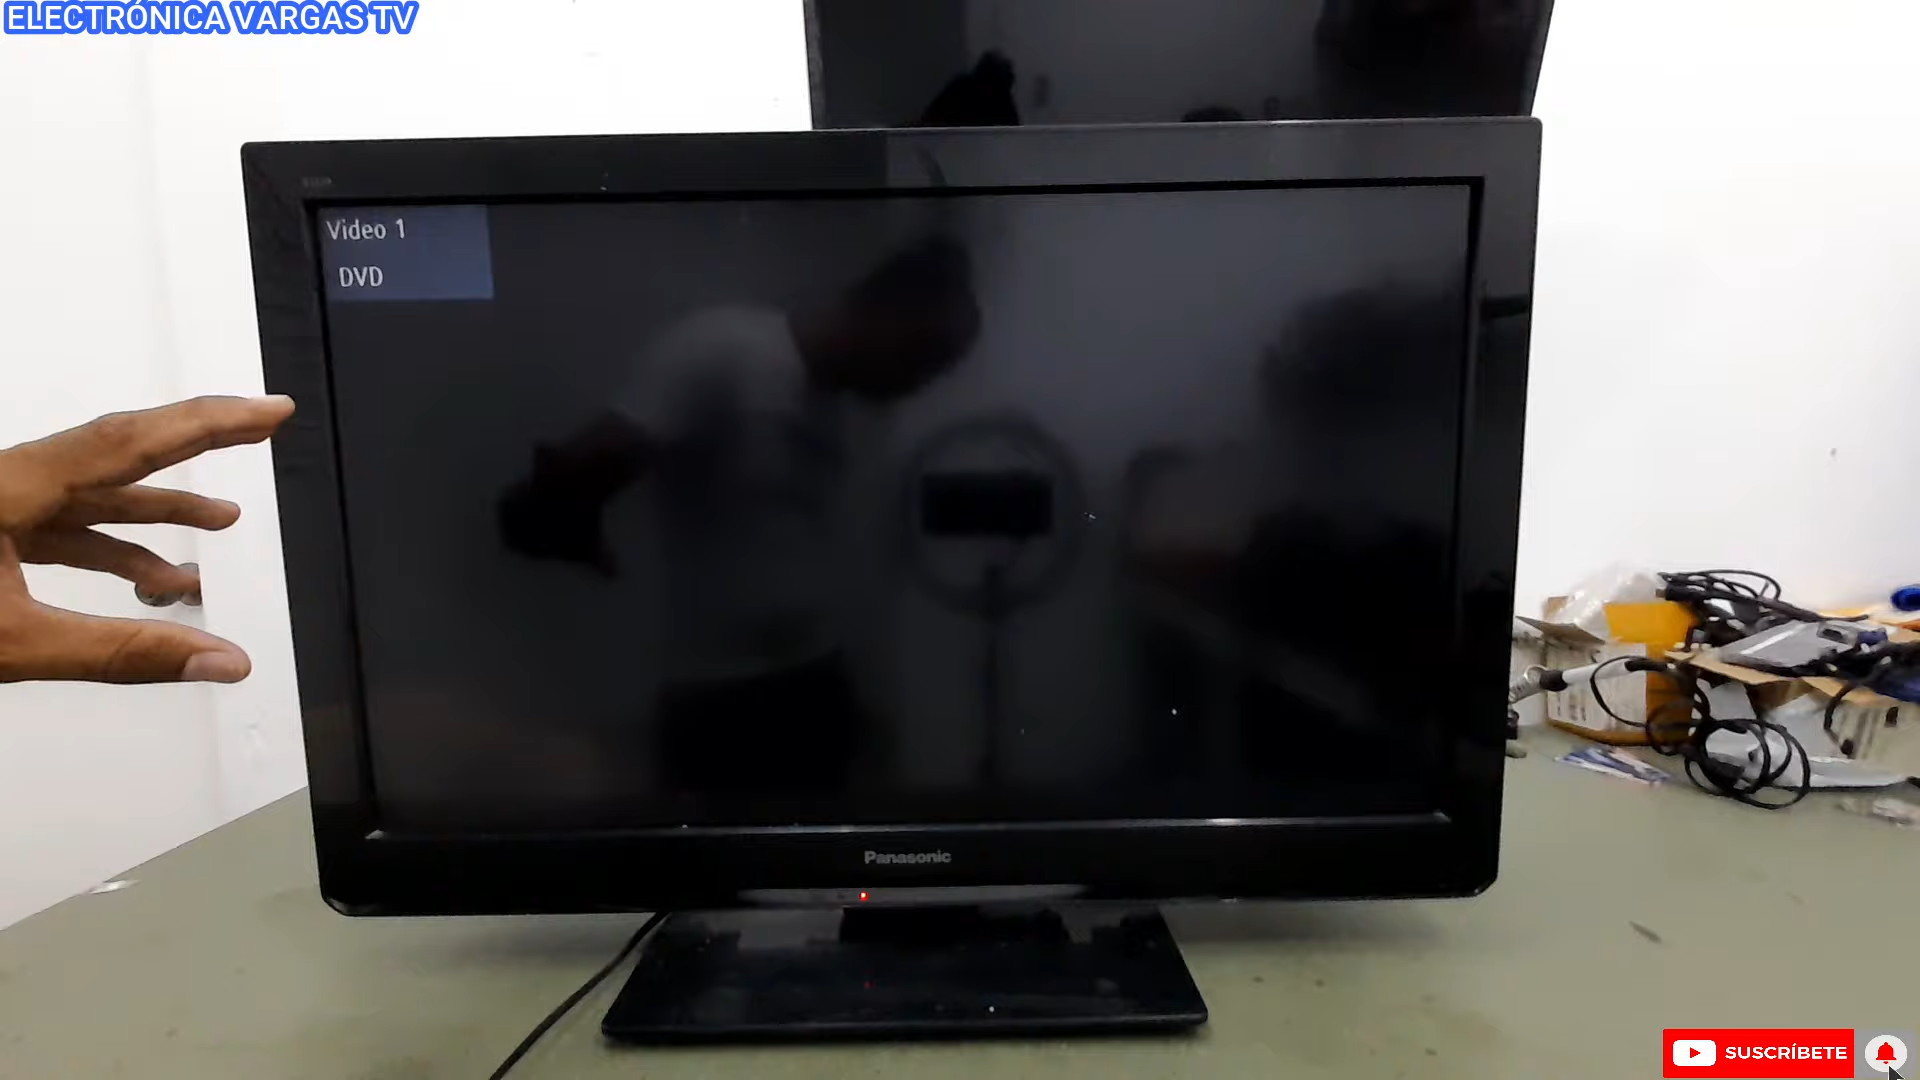 ELECTRÓNICA VARGAS TV
Video 1
DVD
Panasonic
SUSCRÍBETE